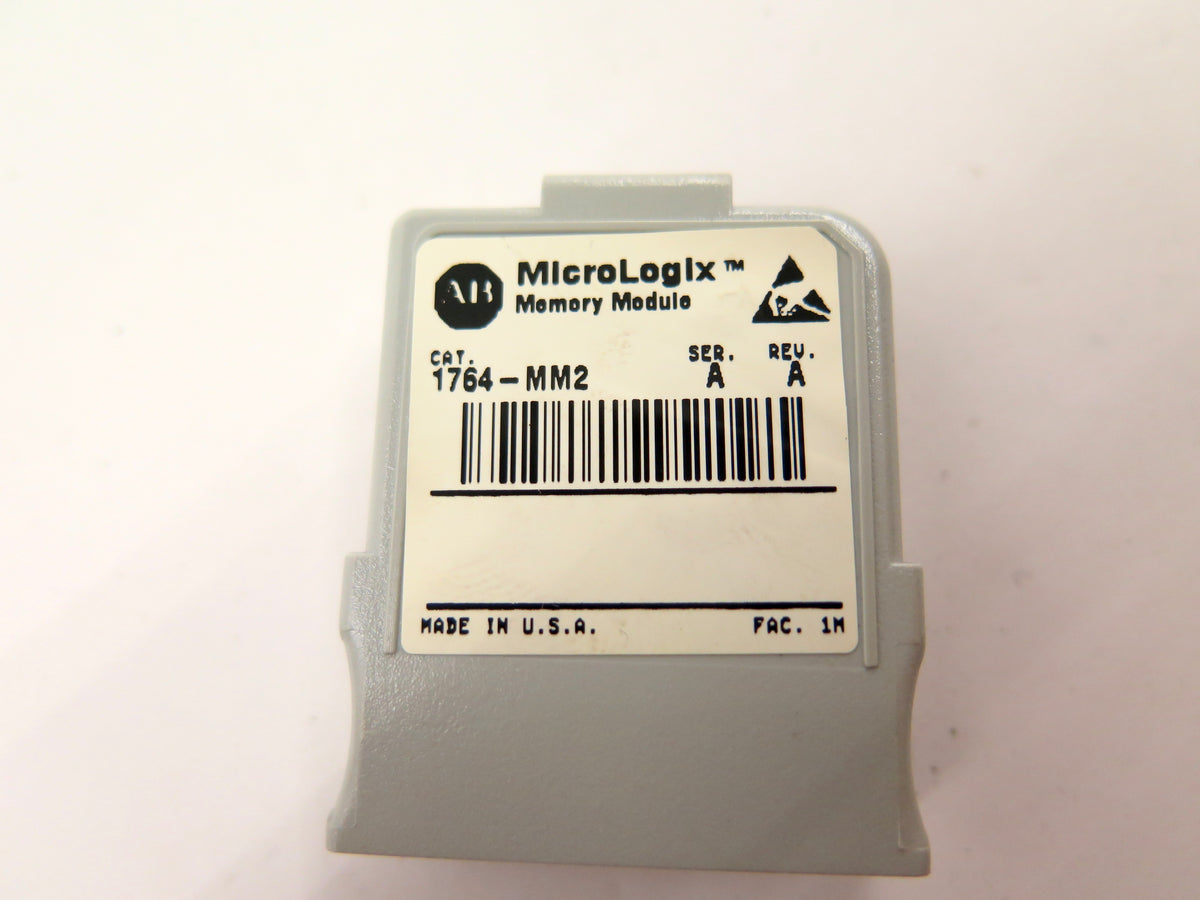 AB MicroLogix™
Memory Module
CAT. SER. REV.
1764-MM2 A A
MADE IN U.S.A. FAC. 1M